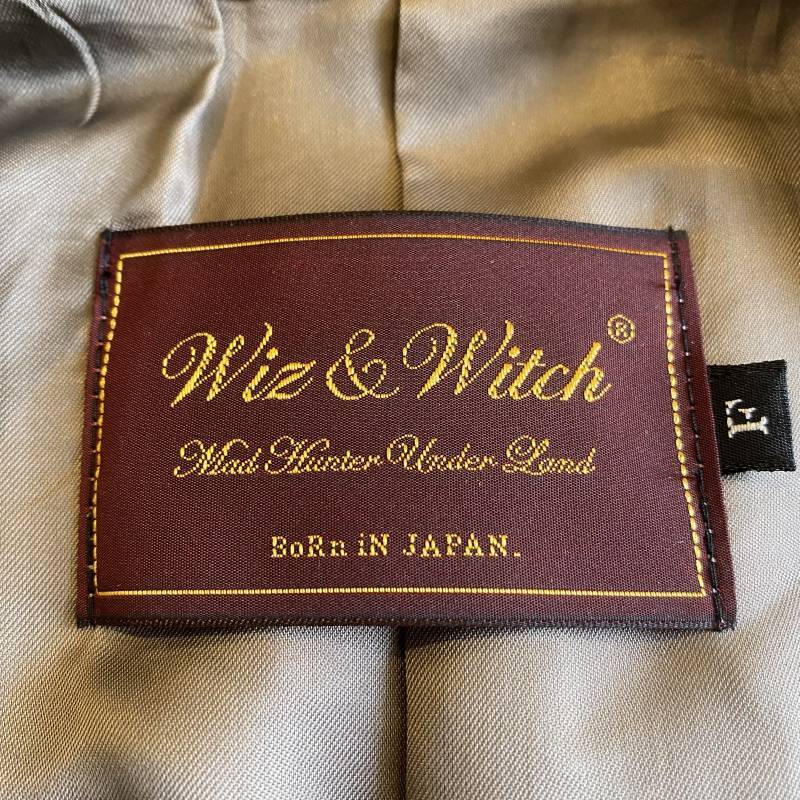 Wiz & Witch®
Mad Hunter Under Land
BoRn iN JAPAN.
L